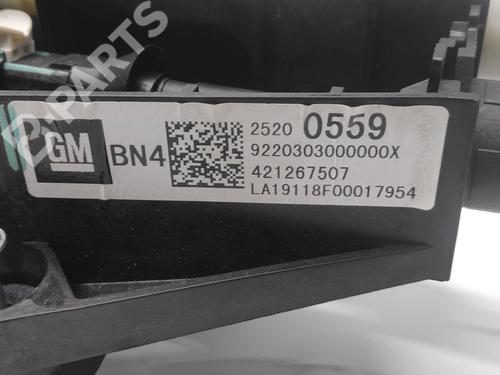 B-PARTS
GM
BN4
2520 0559
9220303000000X
421267507
LA19118F00017954